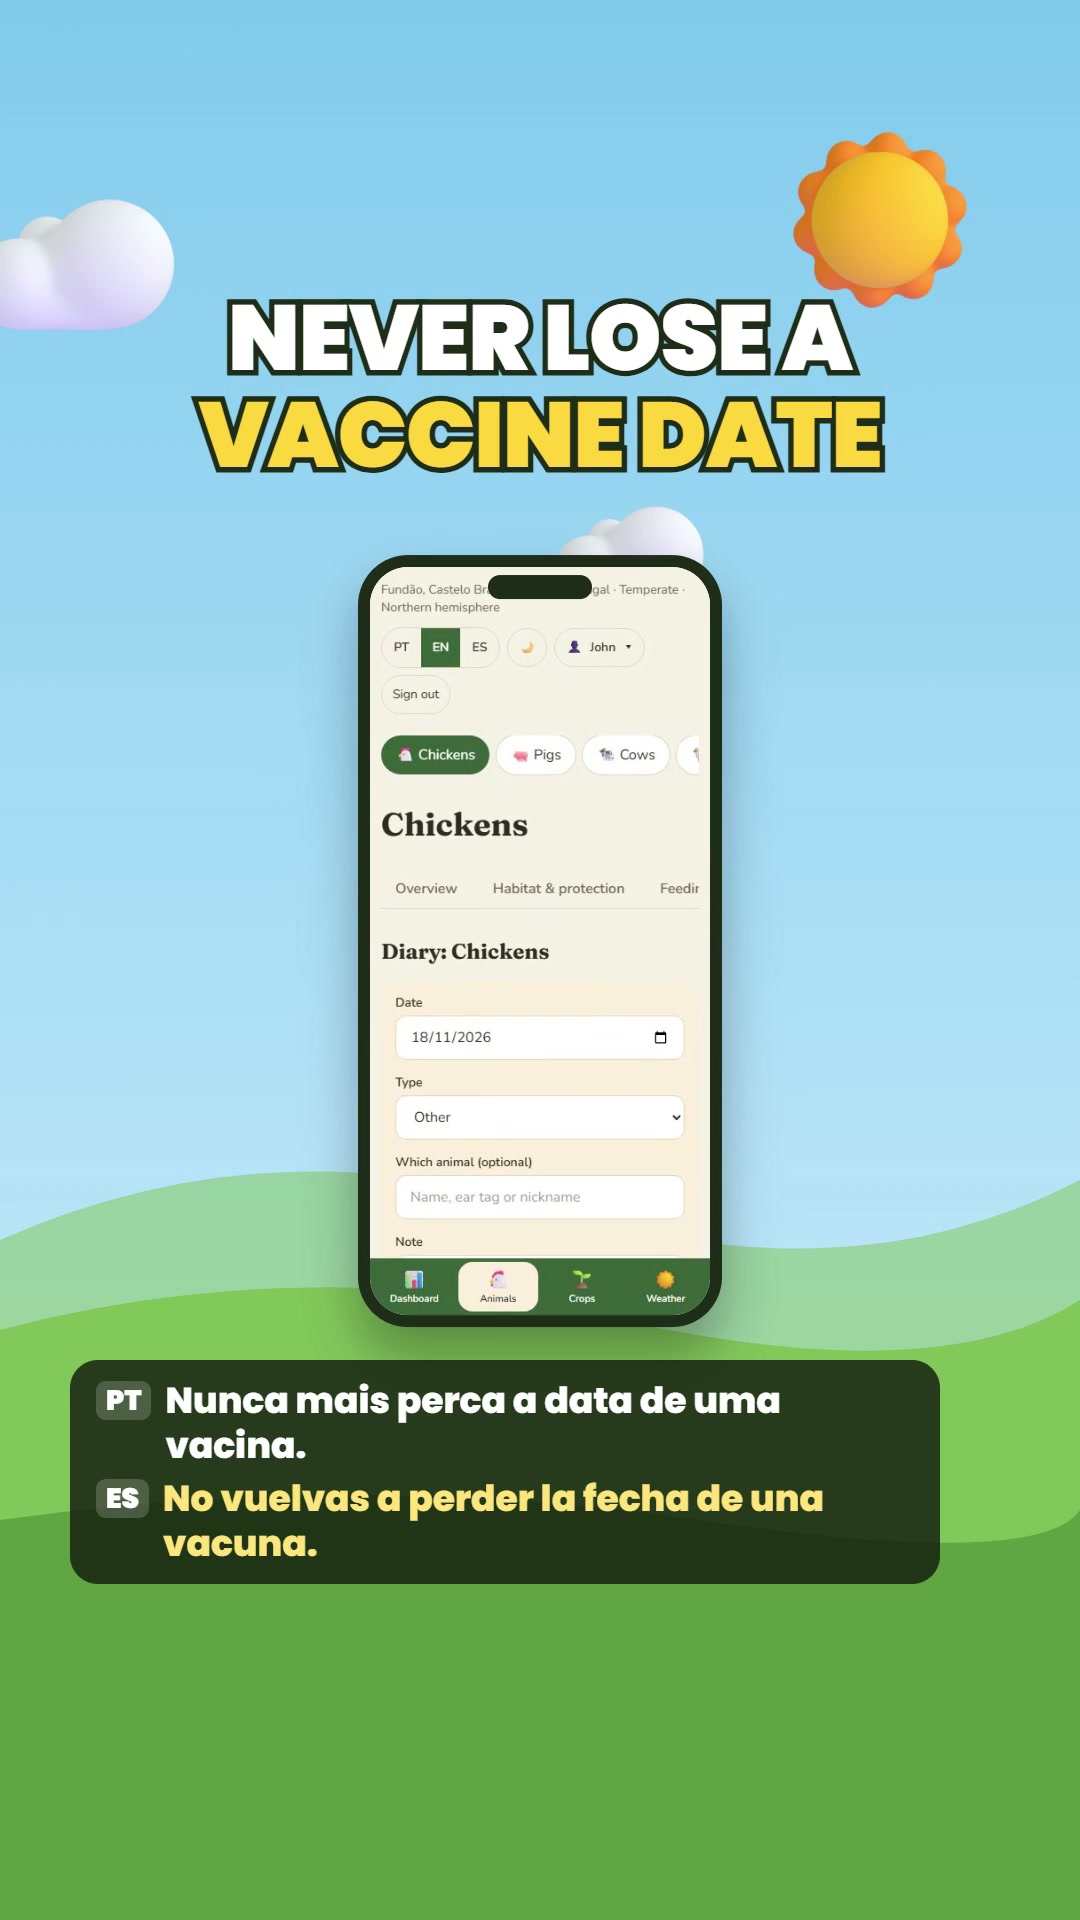 NEVER LOSE A
VACCINE DATE
Fundão, Castelo · Temperate ·
Northern hemisphere
PT EN ES John
Sign out
Chickens Pigs Cows
Chickens
Overview Habitat & protection
Diary: Chickens
Date
18/11/2026
Type
Other
Which animal (optional)
Name, ear tag or nickname
Note
Dashboard Animals Crops Weather
PT Nunca mais perca a data de uma
vacina.
ES No vuelvas a perder la fecha de una
vacuna.